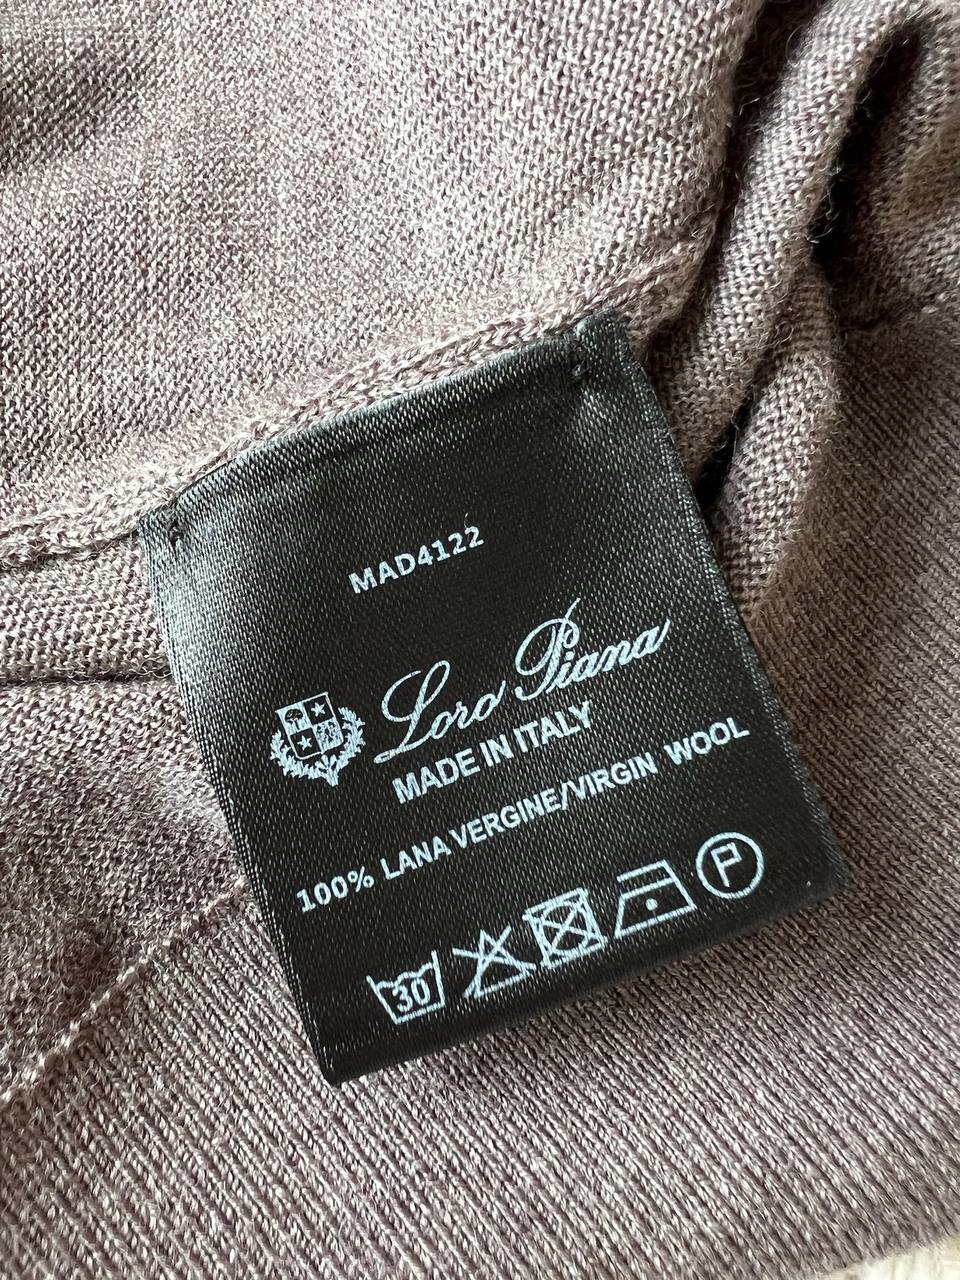 MAD4122
Loro Piana
MADE IN ITALY
100% LANA VERGINE/VIRGIN WOOL
30 P